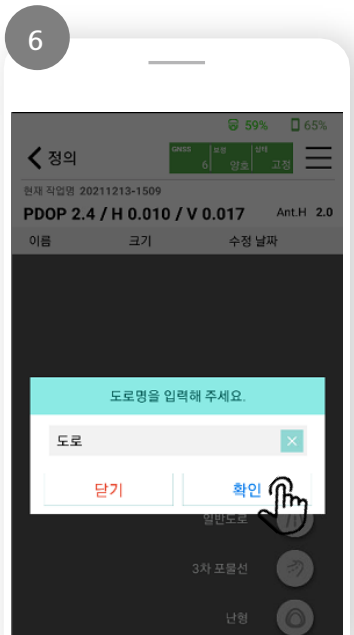 6
59% 65%
정의
GNSS 보정 상태
6 양호 고정
현재 작업명 20211213-1509
PDOP 2.4 / H 0.010 / V 0.017 Ant.H 2.0
이름 크기 수정 날짜
도로명을 입력해 주세요.
도로
닫기 확인
일반도로
3차 포물선
난형